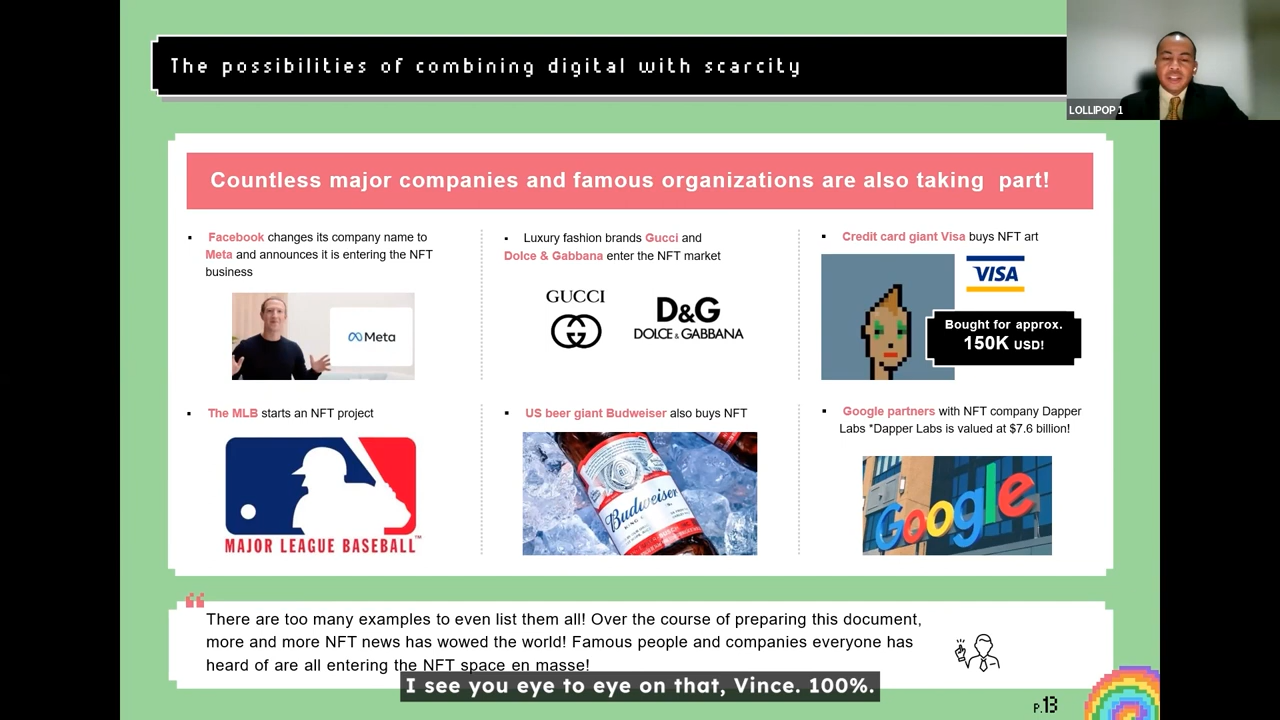 The possibilities of combining digital with scarcity
LOLLIPOP 1
Countless major companies and famous organizations are also taking part!
Facebook changes its company name to
Meta and announces it is entering the NFT
business
Meta
Luxury fashion brands Gucci and
Dolce & Gabbana enter the NFT market
GUCCI
D&G
DOLCE & GABBANA
Credit card giant Visa buys NFT art
VISA
Bought for approx.
150K USD!
The MLB starts an NFT project
MAJOR LEAGUE BASEBALL™
US beer giant Budweiser also buys NFT
Budweiser
Google partners with NFT company Dapper
Labs *Dapper Labs is valued at $7.6 billion!
Google
There are too many examples to even list them all! Over the course of preparing this document,
more and more NFT news has wowed the world! Famous people and companies everyone has
heard of are all entering the NFT space en masse!
I see you eye to eye on that, Vince. 100%.
P.13